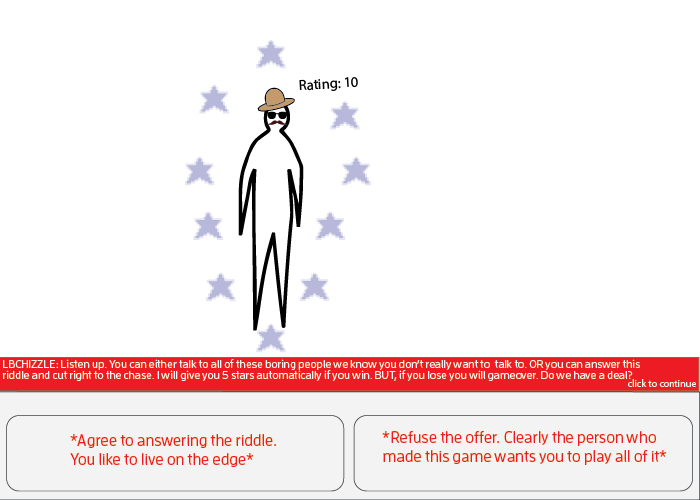 Rating: 10
LBCHIZZLE: Listen up. You can either talk to all of these boring people we know you don't really want to talk to. OR you can answer this
riddle and cut right to the chase. I will give you 5 stars automatically if you win. BUT, if you lose you will gameover. Do we have a deal?
click to continue
*Agree to answering the riddle.
You like to live on the edge*
*Refuse the offer. Clearly the person who
made this game wants you to play all of it*